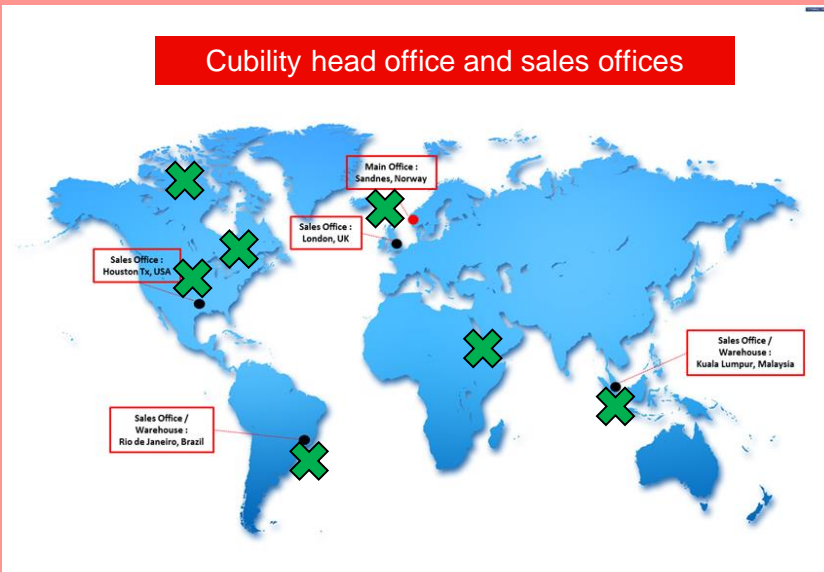 Cubility head office and sales offices
Main Office :
Sandnes, Norway
Sales Office :
London, UK
Sales Office :
Houston Tx, USA
Sales Office /
Warehouse :
Kuala Lumpur, Malaysia
Sales Office /
Warehouse :
Rio de Janeiro, Brazil